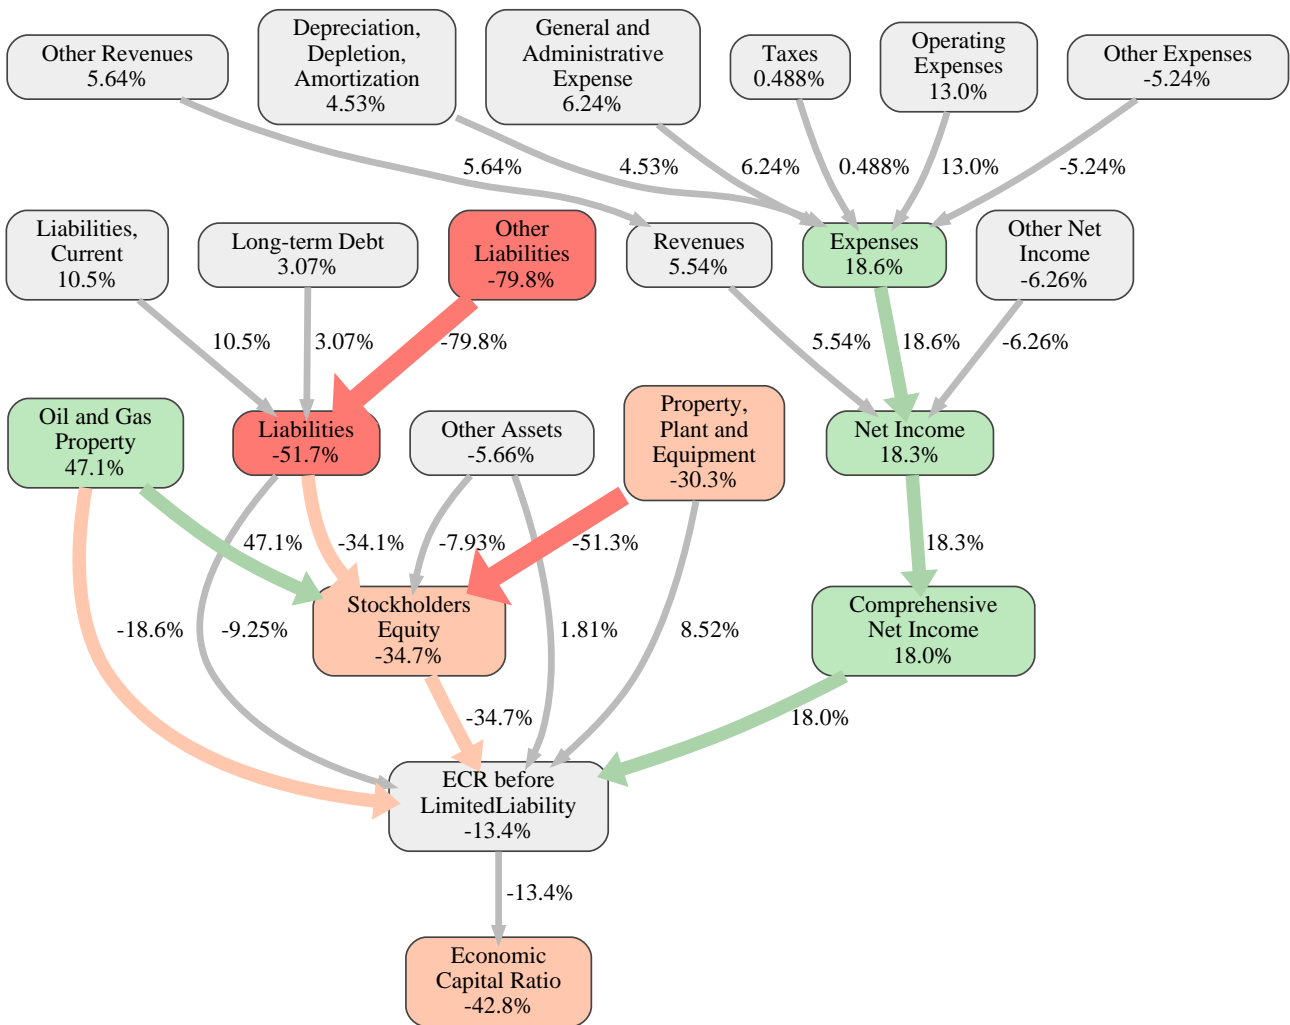 Other Revenues
5.64%
Depreciation,
Depletion,
Amortization
4.53%
General and
Administrative
Expense
6.24%
Taxes
0.488%
Operating
Expenses
13.0%
Other Expenses
-5.24%
5.64%
4.53%
6.24%
0.488%
13.0%
-5.24%
Liabilities,
Current
10.5%
Long-term Debt
3.07%
Other
Liabilities
-79.8%
Revenues
5.54%
Expenses
18.6%
Other Net
Income
-6.26%
10.5%
3.07%
-79.8%
5.54%
18.6%
-6.26%
Oil and Gas
Property
47.1%
Liabilities
-51.7%
Other Assets
-5.66%
Property,
Plant and
Equipment
-30.3%
Net Income
18.3%
47.1%
-34.1%
-7.93%
-51.3%
18.3%
Stockholders
Equity
-34.7%
Comprehensive
Net Income
18.0%
-18.6%
-9.25%
1.81%
8.52%
-34.7%
18.0%
ECR before
LimitedLiability
-13.4%
-13.4%
Economic
Capital Ratio
-42.8%